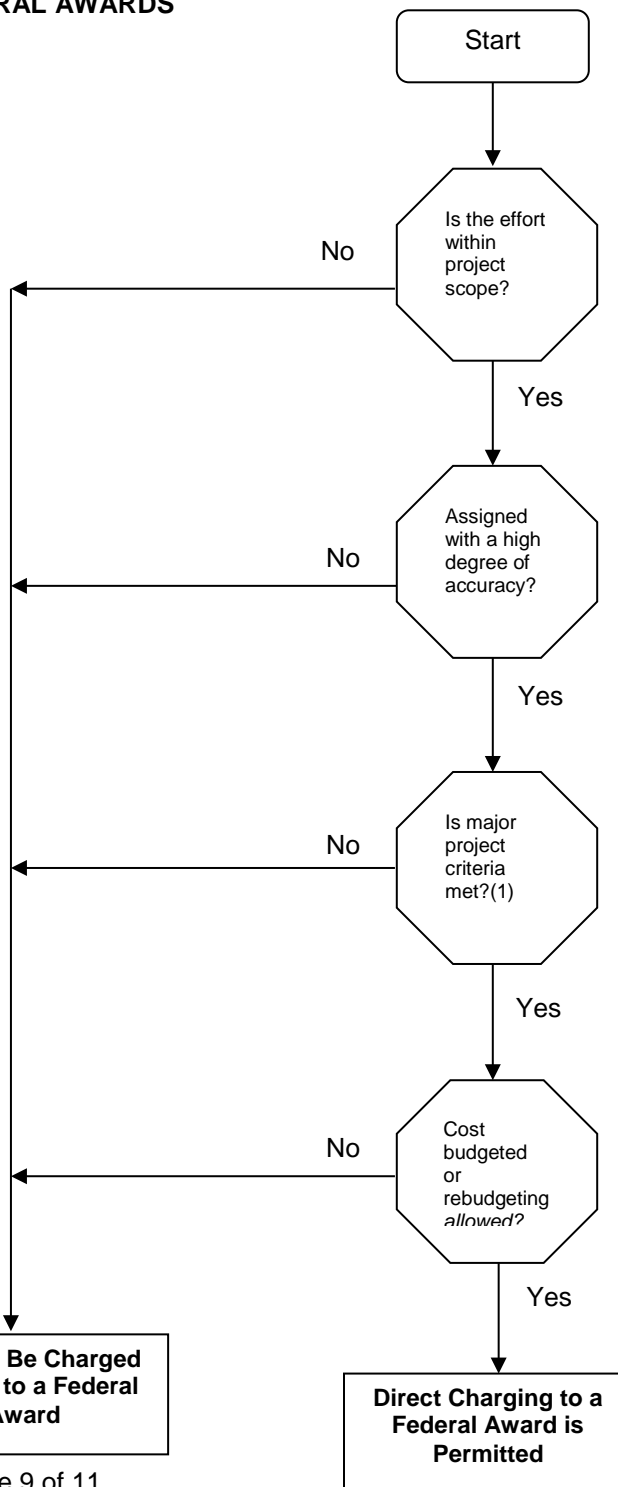 RAL AWARDS
Start
Is the effort
within
project
scope?
No
Yes
Assigned
with a high
degree of
accuracy?
No
Yes
Is major
project
criteria
met?(1)
No
Yes
Cost
budgeted
or
rebudgeting
allowed?
No
Yes
Be Charged
to a Federal
Award
Direct Charging to a
Federal Award is
Permitted
e 9 of 11